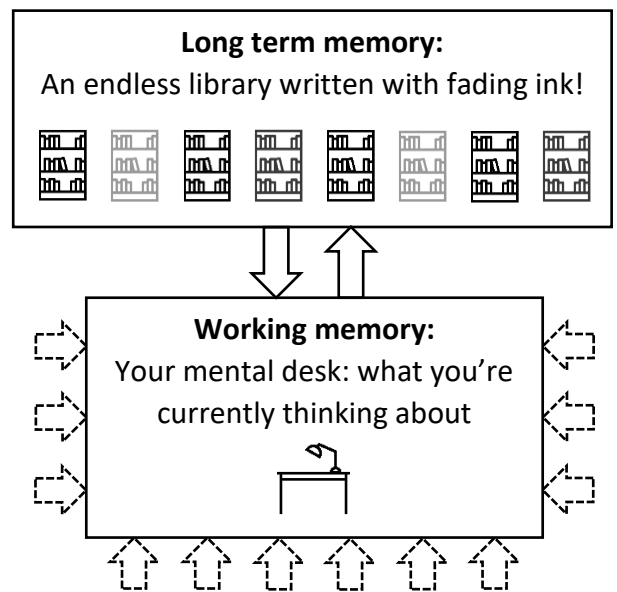 Long term memory:
An endless library written with fading ink!
Working memory:
Your mental desk: what you’re
currently thinking about